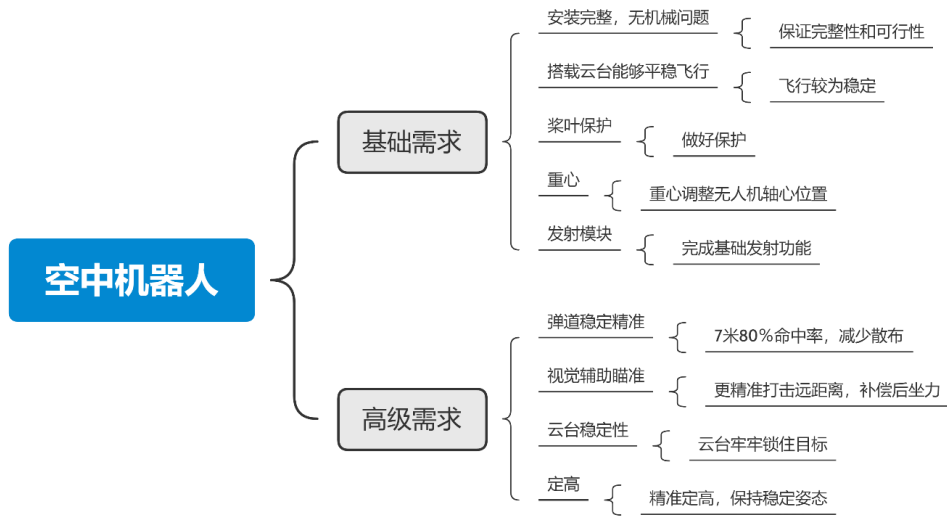 空中机器人
基础需求
安装完整，无机械问题
保证完整性和可行性
搭载云台能够平稳飞行
飞行较为稳定
桨叶保护
做好保护
重心
重心调整无人机轴心位置
发射模块
完成基础发射功能
高级需求
弹道稳定精准
7米80%命中率，减少散布
视觉辅助瞄准
更精准打击远距离，补偿后坐力
云台稳定性
云台牢牢锁住目标
定高
精准定高，保持稳定姿态